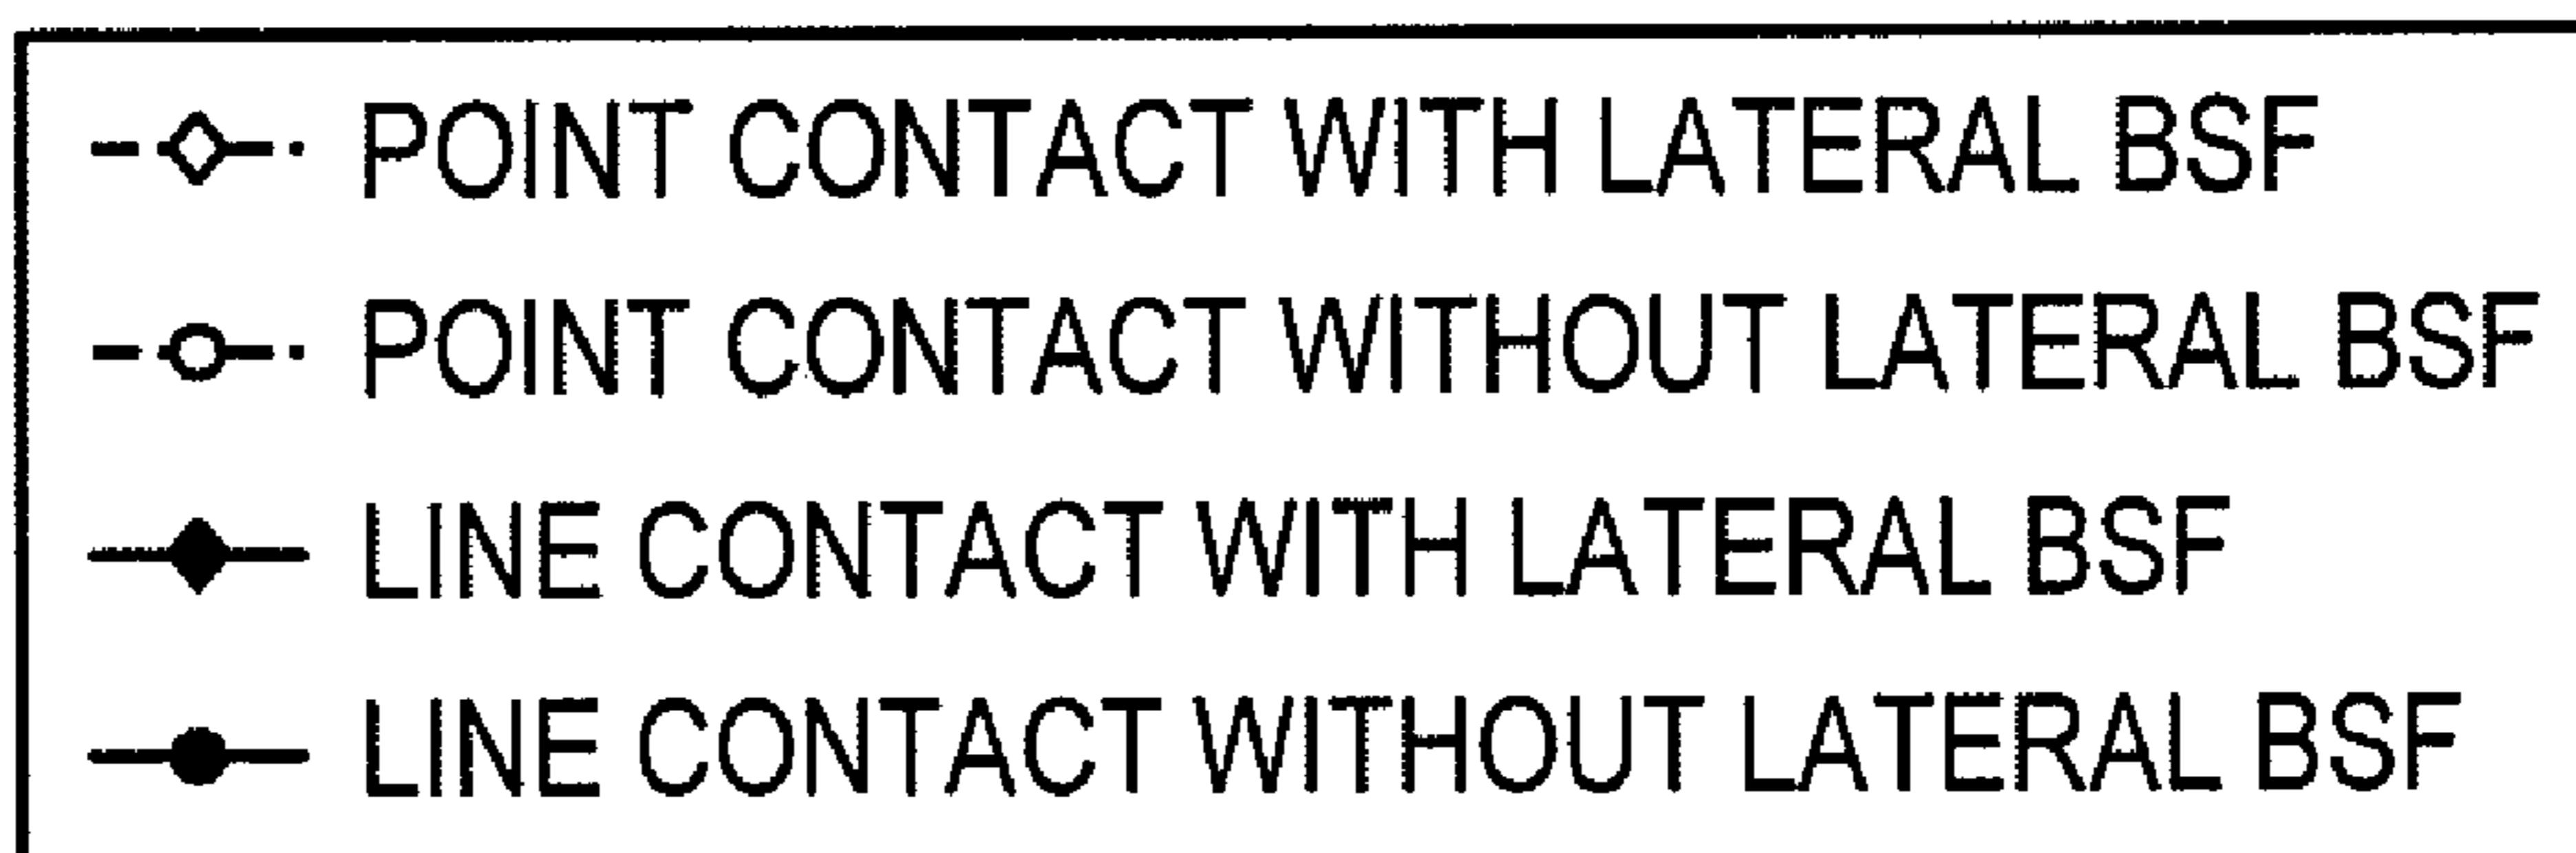 POINT CONTACT WITH LATERAL BSF
POINT CONTACT WITHOUT LATERAL BSF
LINE CONTACT WITH LATERAL BSF
LINE CONTACT WITHOUT LATERAL BSF